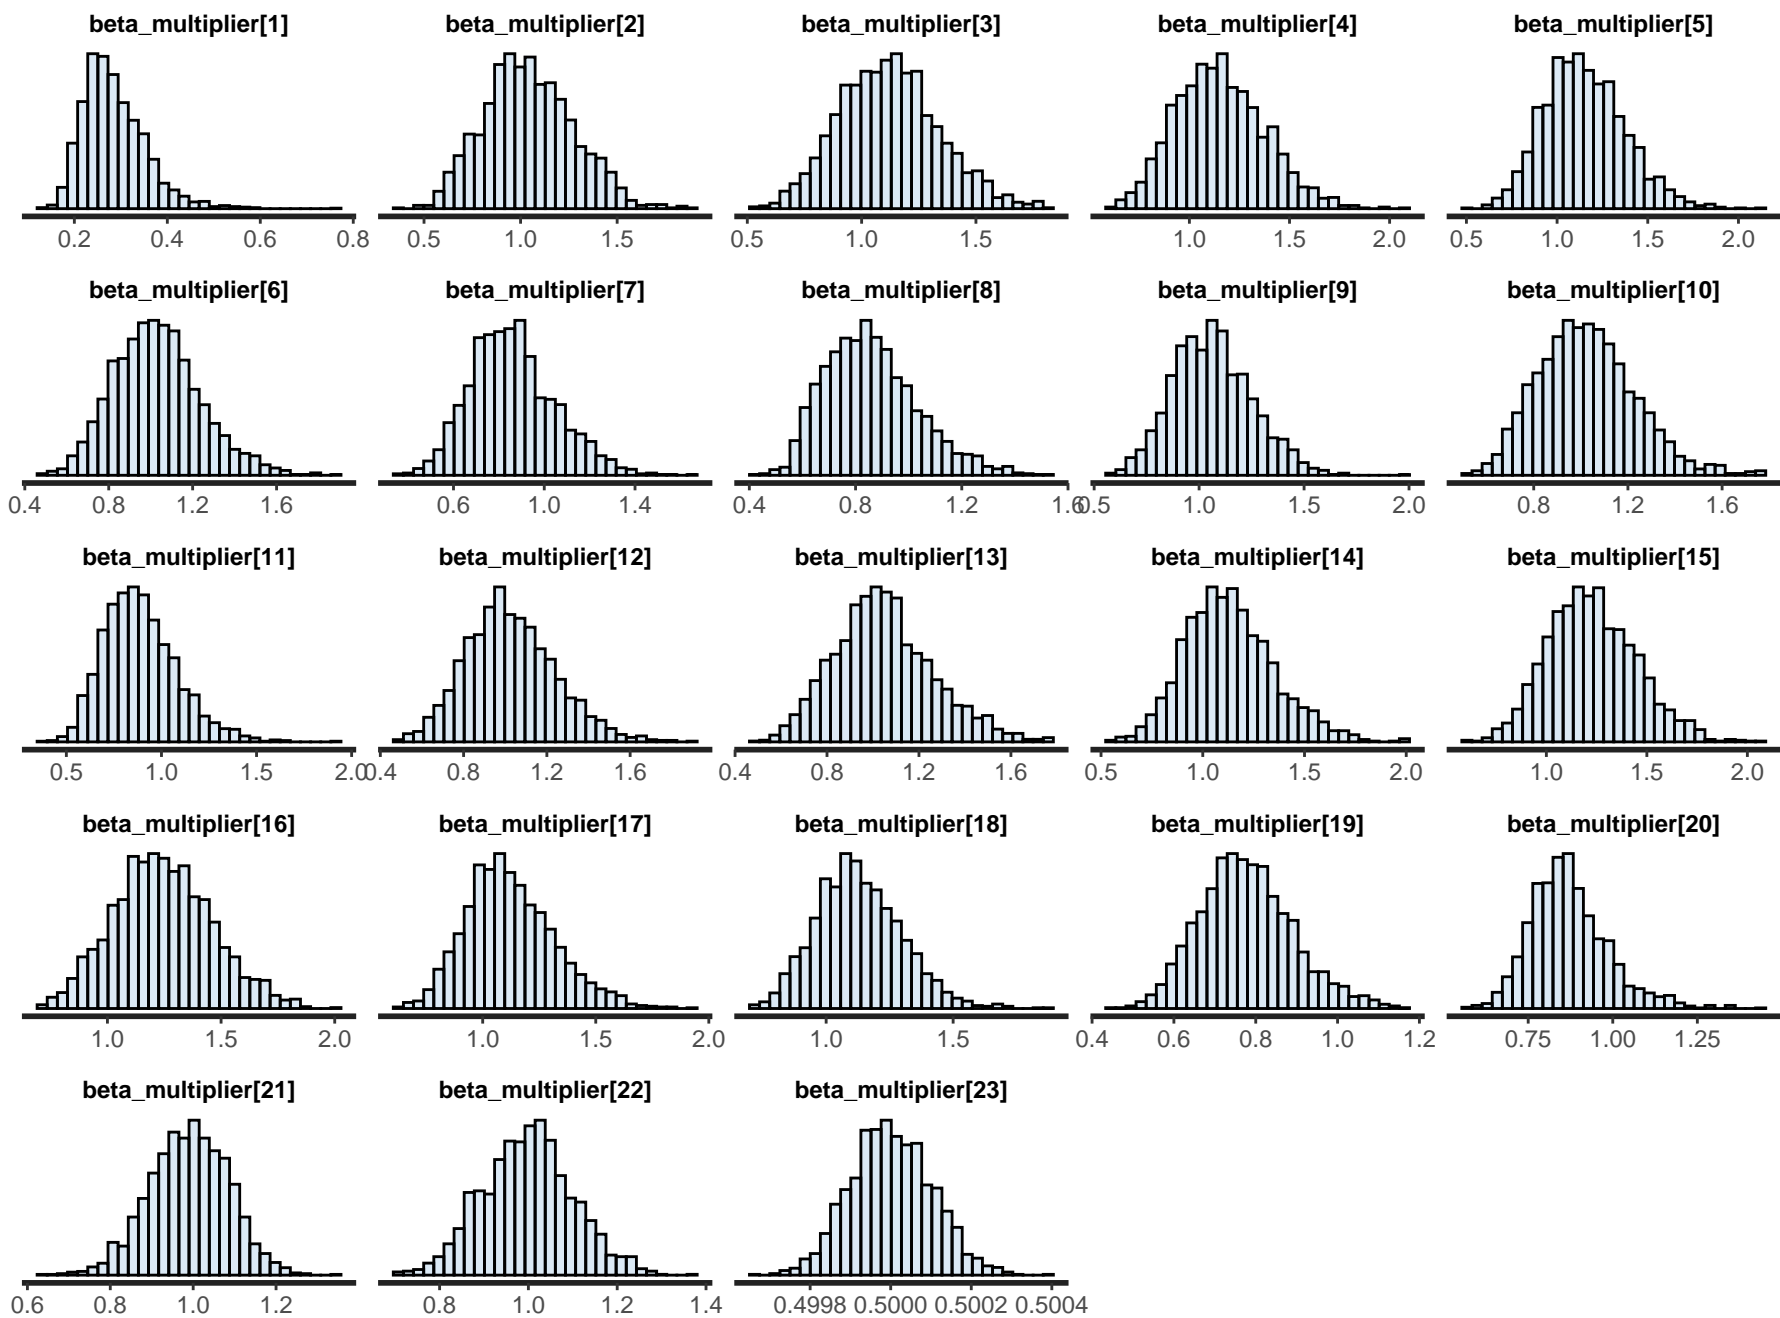 beta_multiplier[1] beta_multiplier[2] beta_multiplier[3] beta_multiplier[4] beta_multiplier[5]
0.2 0.4 0.6 0.8 0.5 1.0 1.5 0.5 1.0 1.5 1.0 1.5 2.0 0.5 1.0 1.5 2.0
beta_multiplier[6] beta_multiplier[7] beta_multiplier[8] beta_multiplier[9] beta_multiplier[10]
0.4 0.8 1.2 1.6 0.6 1.0 1.4 0.4 0.8 1.2 1.6 0.5 1.0 1.5 2.0 0.8 1.2 1.6
beta_multiplier[11] beta_multiplier[12] beta_multiplier[13] beta_multiplier[14] beta_multiplier[15]
0.5 1.0 1.5 2.0 0.4 0.8 1.2 1.6 0.4 0.8 1.2 1.6 0.5 1.0 1.5 2.0 1.0 1.5 2.0
beta_multiplier[16] beta_multiplier[17] beta_multiplier[18] beta_multiplier[19] beta_multiplier[20]
1.0 1.5 2.0 1.0 1.5 2.0 1.0 1.5 0.4 0.6 0.8 1.0 1.2 0.75 1.00 1.25
beta_multiplier[21] beta_multiplier[22] beta_multiplier[23]
0.6 0.8 1.0 1.2 0.8 1.0 1.2 1.4 0.4998 0.5000 0.5002 0.5004